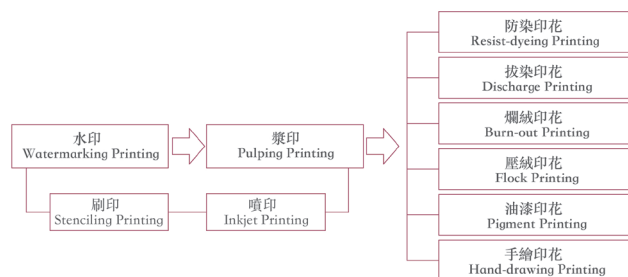 水印
Watermarking Printing
刷印
Stenciling Printing
漿印
Pulping Printing
噴印
Inkjet Printing
防染印花
Resist-dyeing Printing
拔染印花
Discharge Printing
爛絨印花
Burn-out Printing
壓絨印花
Flock Printing
油漆印花
Pigment Printing
手繪印花
Hand-drawing Printing